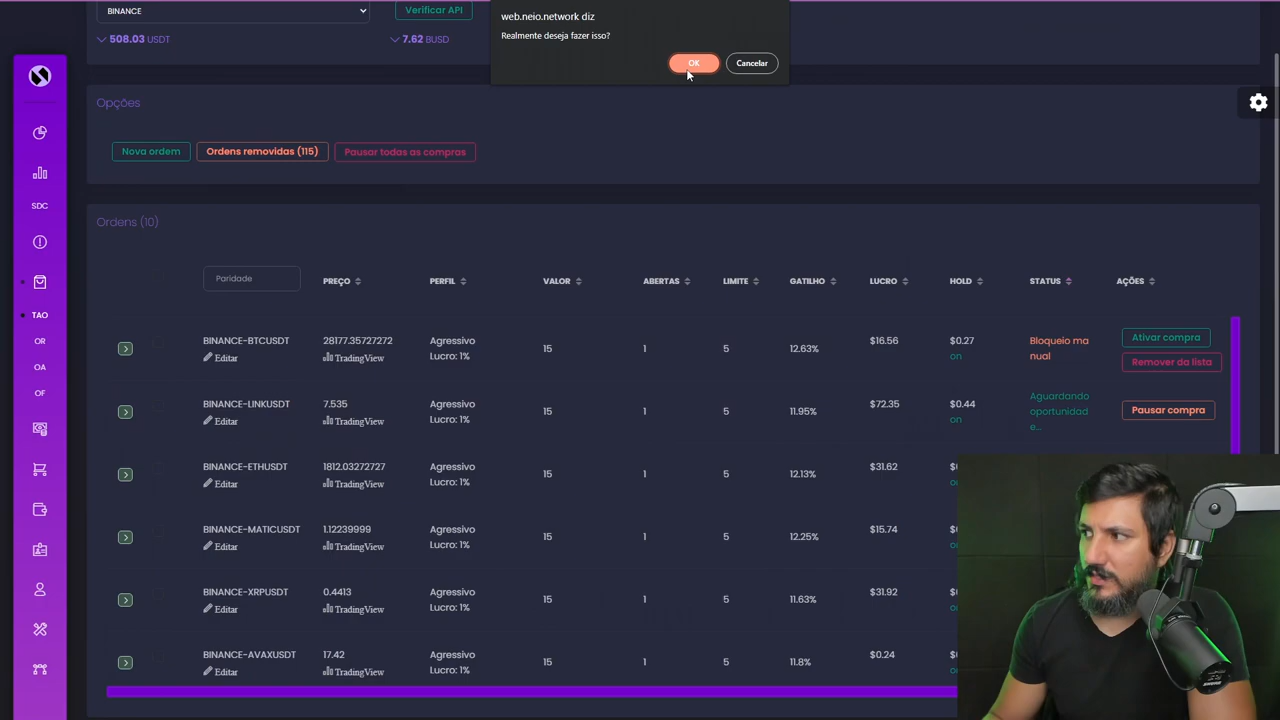 BINANCE
Verificar API
508.03 USDT
7.62 BUSD
web.neio.network diz
Realmente deseja fazer isso?
OK
Cancelar
Opções
Nova ordem
Ordens removidas (115)
Pausar todas as compras
SDC
Ordens (10)
Paridade
PREÇO
PERFIL
VALOR
ABERTAS
LIMITE
GATILHO
LUCRO
HOLD
STATUS
AÇÕES
TAO
OR
OA
OF
BINANCE-BTCUSDT
Editar
28177.35727272
TradingView
Agressivo
Lucro: 1%
15
1
5
12.63%
$16.56
$0.27
on
Bloqueio ma
nual
Ativar compra
Remover da lista
BINANCE-LINKUSDT
Editar
7.535
TradingView
Agressivo
Lucro: 1%
15
1
5
11.95%
$72.35
$0.44
on
Aguardando
oportunidad
e...
Pausar compra
BINANCE-ETHUSDT
Editar
1812.03272727
TradingView
Agressivo
Lucro: 1%
15
1
5
12.13%
$31.62
on
BINANCE-MATICUSDT
Editar
1.12239999
TradingView
Agressivo
Lucro: 1%
15
1
5
12.25%
$15.74
on
BINANCE-XRPUSDT
Editar
0.4413
TradingView
Agressivo
Lucro: 1%
15
1
5
11.63%
$31.92
on
BINANCE-AVAXUSDT
Editar
17.42
TradingView
Agressivo
Lucro: 1%
15
1
5
11.8%
$0.24
on